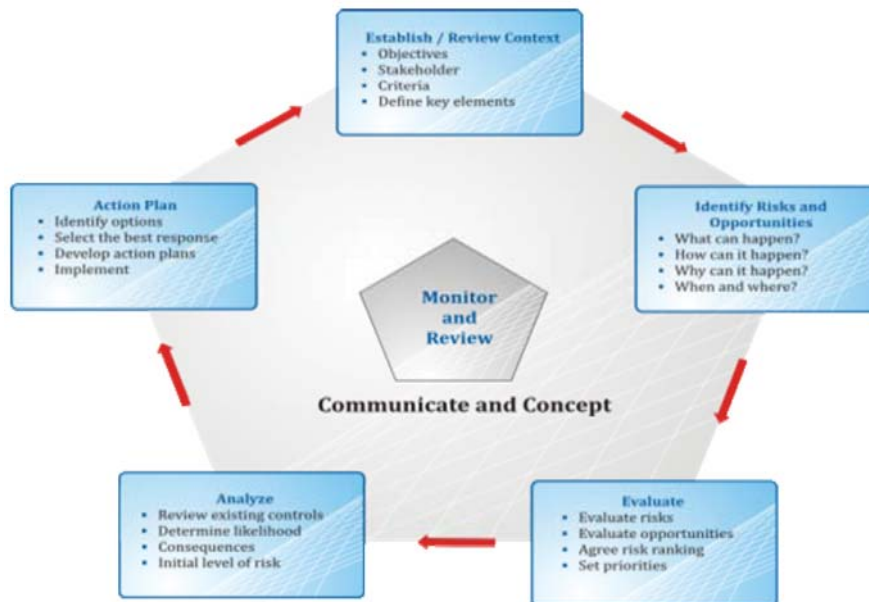 Establish / Review Context
▪ Objectives
▪ Stakeholder
▪ Criteria
▪ Define key elements
Identify Risks and
Opportunities
▪ What can happen?
▪ How can it happen?
▪ Why can it happen?
▪ When and where?
Evaluate
▪ Evaluate risks
▪ Evaluate opportunities
▪ Agree risk ranking
▪ Set priorities
Analyze
▪ Review existing controls
▪ Determine likelihood
▪ Consequences
▪ Initial level of risk
Action Plan
▪ Identify options
▪ Select the best response
▪ Develop action plans
▪ Implement
Monitor
and
Review
Communicate and Concept